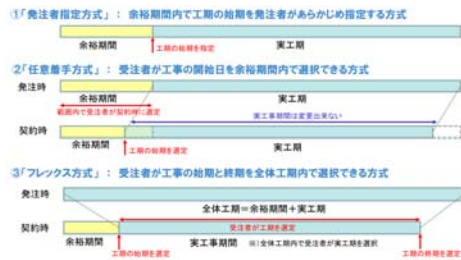 ①「発注者指定方式」： 余裕期間内で工期の始期を発注者があらかじめ指定する方式
余裕期間
工期の始期を指定
実工期
②「任意着手方式」： 受注者が工事の開始日を余裕期間内で選択できる方式
発注時
余裕期間
実工期
範囲内で受注者が契約時に選定
実工事期間は変更出来ない
契約時
余裕期間
実工期
工期の始期を選定
③「フレックス方式」： 受注者が工事の始期と終期を全体工期内で選択できる方式
発注時
全体工期＝余裕期間＋実工期
受注者が工期を選定
契約時
余裕期間
実工事期間
※）全体工期内で受注者が実工期を選択
工期の始期を選定
工期の終期を選定